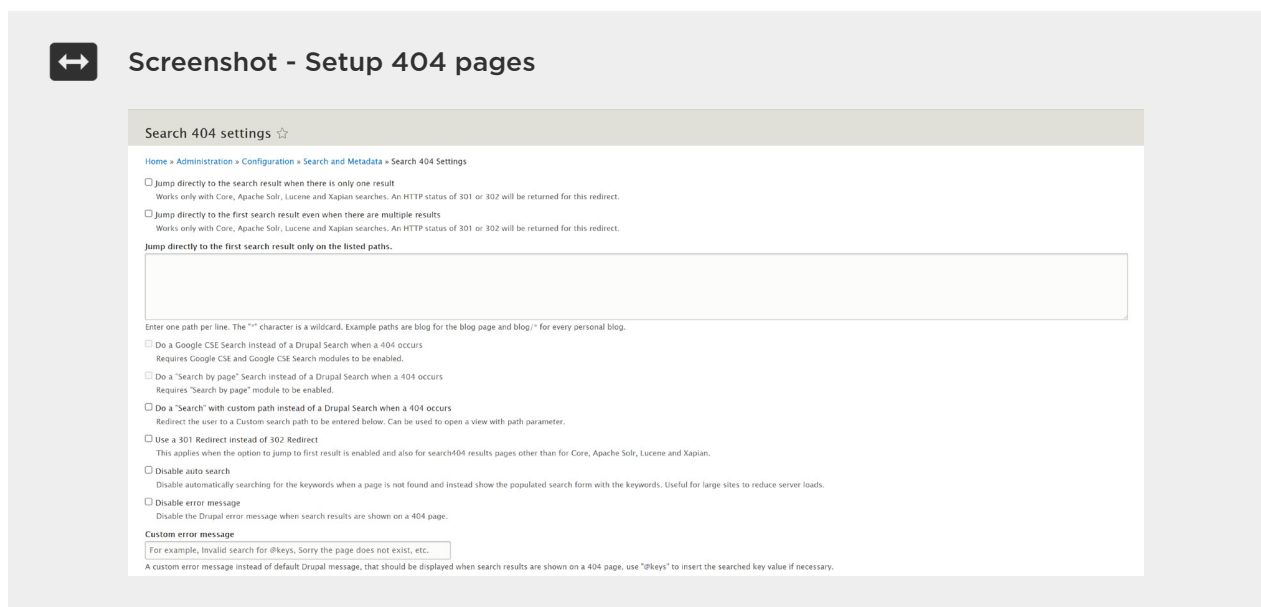 Screenshot - Setup 404 pages
Search 404 settings
Home » Administration » Configuration » Search and Metadata » Search 404 Settings
Jump directly to the search result when there is only one result
Works only with Core, Apache Solr, Lucene and Xapian searches. An HTTP status of 301 or 302 will be returned for this redirect.
Jump directly to the first search result even when there are multiple results
Works only with Core, Apache Solr, Lucene and Xapian searches. An HTTP status of 301 or 302 will be returned for this redirect.
Jump directly to the first search result only on the listed paths.
Enter one path per line. The "*" character is a wildcard. Example paths are blog for the blog page and blog/* for every personal blog.
Do a Google CSE Search instead of a Drupal Search when a 404 occurs
Requires Google CSE and Google CSE Search modules to be enabled.
Do a "Search by page" Search instead of a Drupal Search when a 404 occurs
Requires "Search by page" module to be enabled.
Do a "Search" with custom path instead of a Drupal Search when a 404 occurs
Redirect the user to a Custom search path to be entered below. Can be used to open a view with path parameter.
Use a 301 Redirect instead of 302 Redirect
This applies when the option to jump to first result is enabled and also for search404 results pages other than for Core, Apache Solr, Lucene and Xapian.
Disable auto search
Disable automatically searching for the keywords when a page is not found and instead show the populated search form with the keywords. Useful for large sites to reduce server loads.
Disable error message
Disable the Drupal error message when search results are shown on a 404 page.
Custom error message
For example, Invalid search for @keys, Sorry the page does not exist, etc.
A custom error message instead of default Drupal message, that should be displayed when search results are shown on a 404 page, use "@keys" to insert the searched key value if necessary.